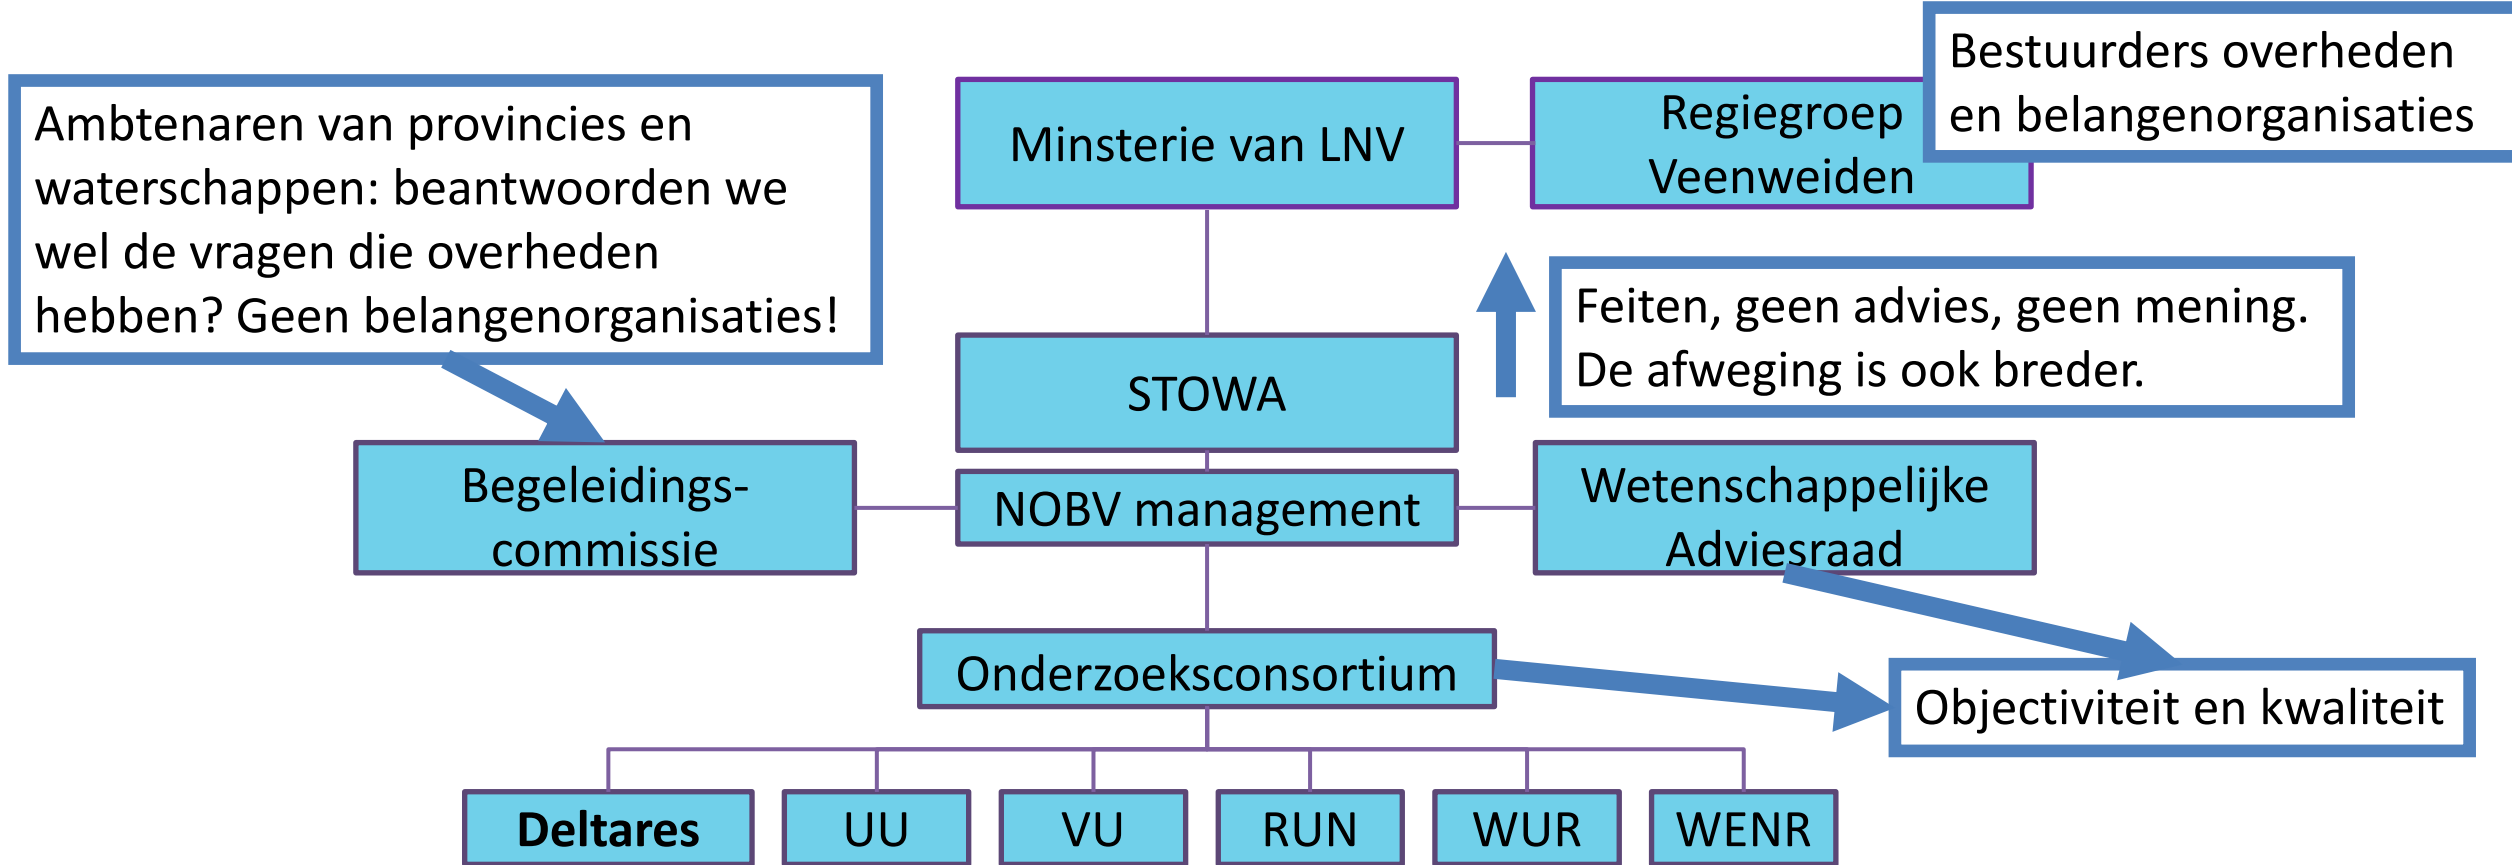 Bestuurders overheden
en belangenorganisaties
Ambtenaren van provincies en
waterschappen: beantwoorden we
wel de vragen die overheden
hebben? Geen belangenorganisaties!
Minsterie van LNV
Regiegroep
Veenweiden
Feiten, geen advies, geen mening.
De afweging is ook breder.
STOWA
Begeleidings-
commissie
NOBV management
Wetenschappelijke
Adviesraad
Onderzoeksconsortium
Objectiviteit en kwaliteit
Deltares
UU
VU
RUN
WUR
WENR